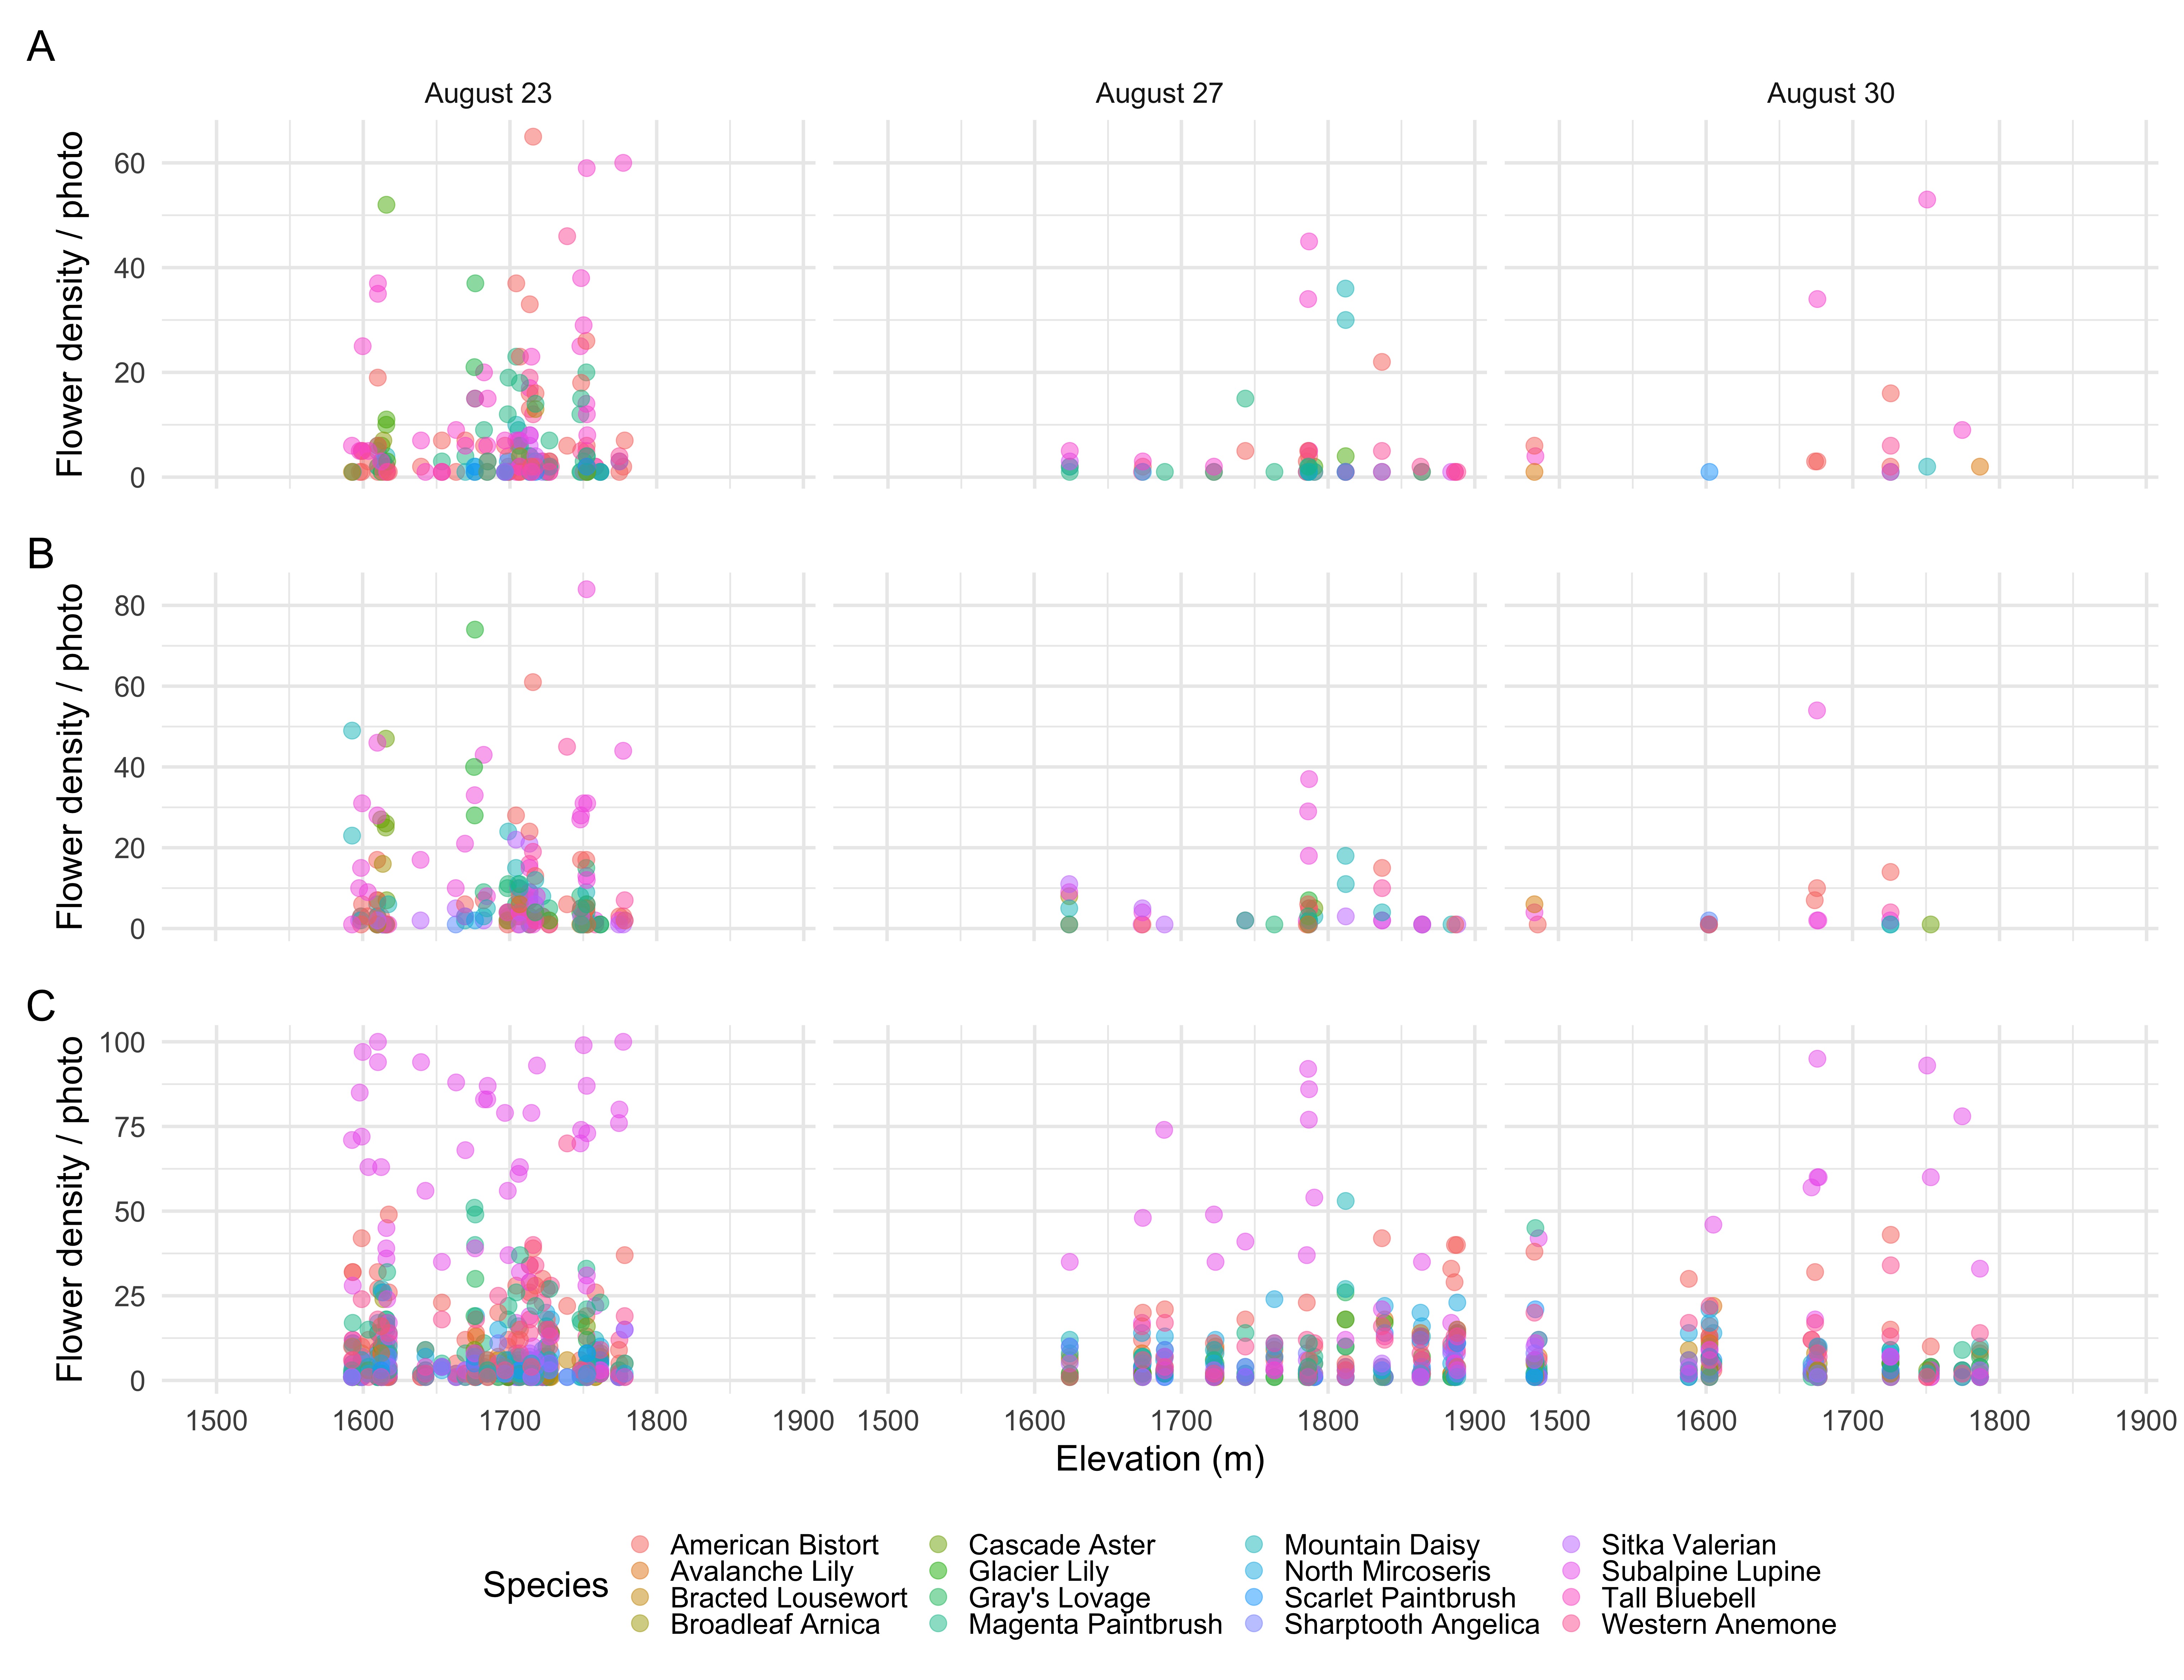 A
August 23 August 27 August 30
Flower density / photo
60
40
20
0
B
Flower density / photo
80
60
40
20
0
C
Flower density / photo
100
75
50
25
0
1500 1600 1700 1800 1900 1500 1600 1700 1800 1900 1500 1600 1700 1800 1900
Elevation (m)
Species
American Bistort Cascade Aster Mountain Daisy Sitka Valerian
Avalanche Lily Glacier Lily North Mircoseris Subalpine Lupine
Bracted Lousewort Gray's Lovage Scarlet Paintbrush Tall Bluebell
Broadleaf Arnica Magenta Paintbrush Sharptooth Angelica Western Anemone